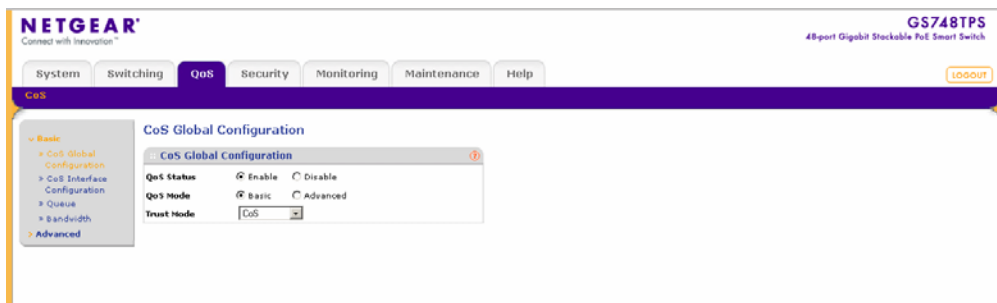 NETGEAR®
Connect with Innovation™
GS748TPS
48-port Gigabit Stackable PoE Smart Switch
System Switching QoS Security Monitoring Maintenance Help
LOGOUT
CoS
Basic
» CoS Global
Configuration
» CoS Interface
Configuration
» Queue
» Bandwidth
> Advanced
CoS Global Configuration
CoS Global Configuration ?
QoS Status Enable Disable
QoS Mode Basic Advanced
Trust Mode CoS